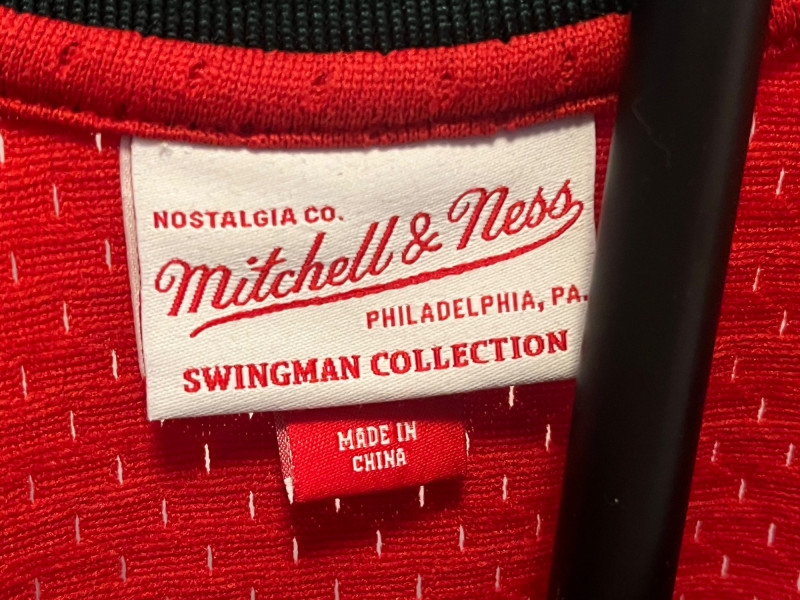 NOSTALGIA CO.
Mitchell & Ness
PHILADELPHIA, PA.
SWINGMAN COLLECTION
MADE IN
CHINA